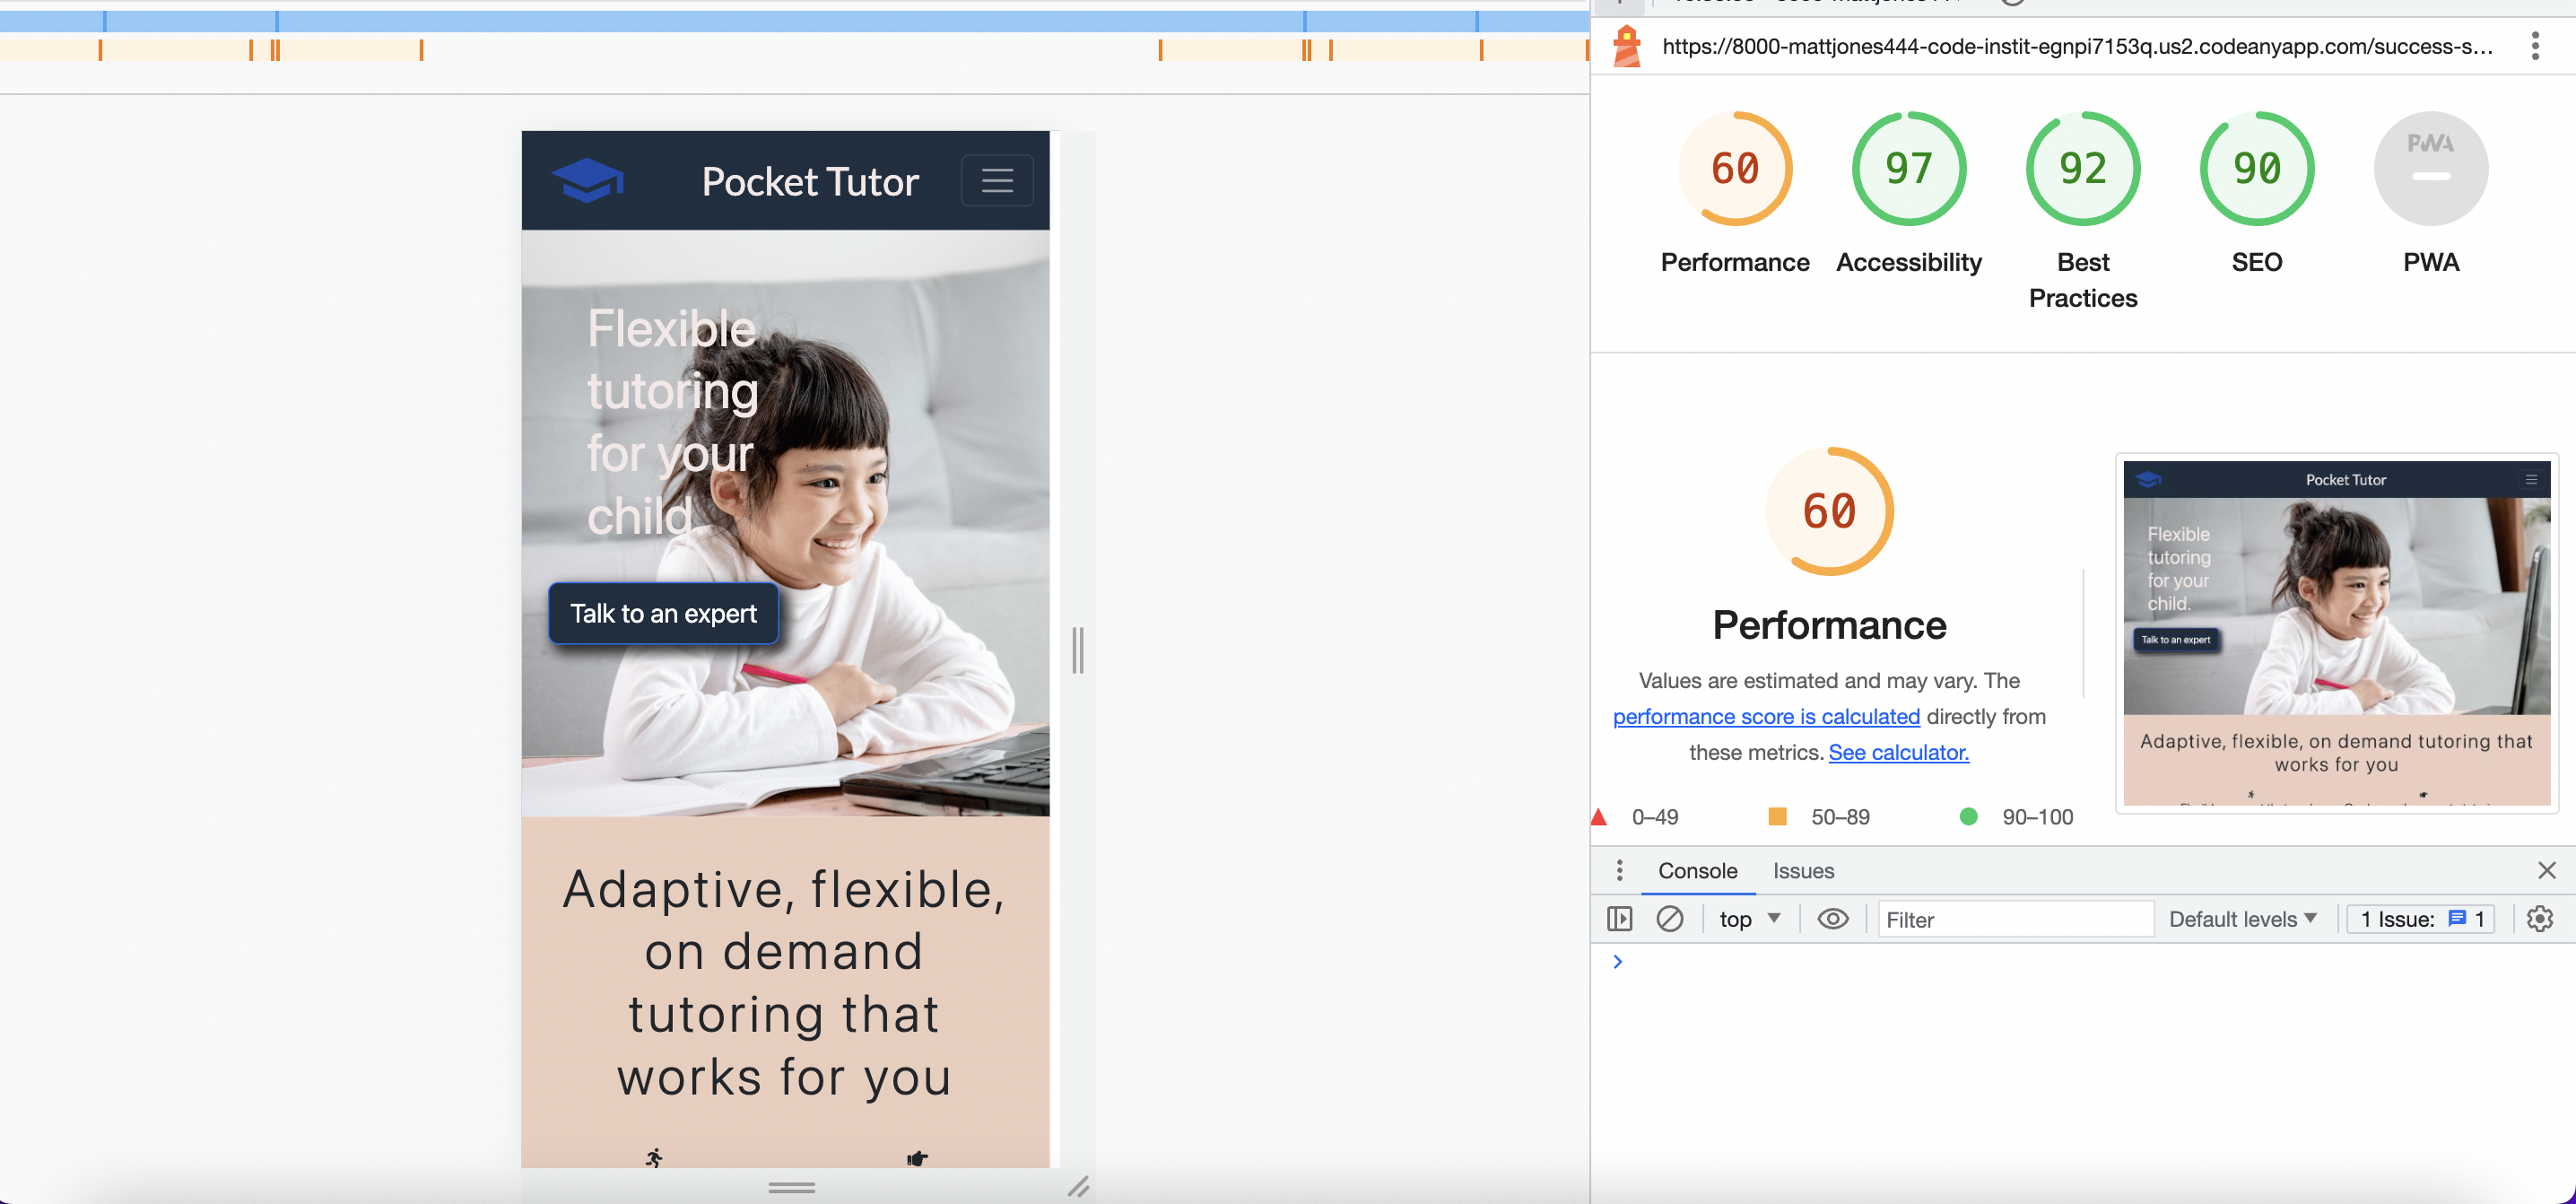 https://8000-mattjones444-code-instit-egnpi7153q.us2.codeanyapp.com/success-s...
Pocket Tutor
Flexible
tutoring
for your
child.
Talk to an expert
Adaptive, flexible,
on demand
tutoring that
works for you
60
97
92
90
PWA
Performance
Accessibility
Best
Practices
SEO
PWA
60
Performance
Values are estimated and may vary. The
performance score is calculated directly from
these metrics. See calculator.
0–49
50–89
90–100
Pocket Tutor
Flexible
tutoring
for your
child.
Talk to an expert
Adaptive, flexible, on demand tutoring that
works for you
Console Issues
top Filter Default levels 1 Issue: 1